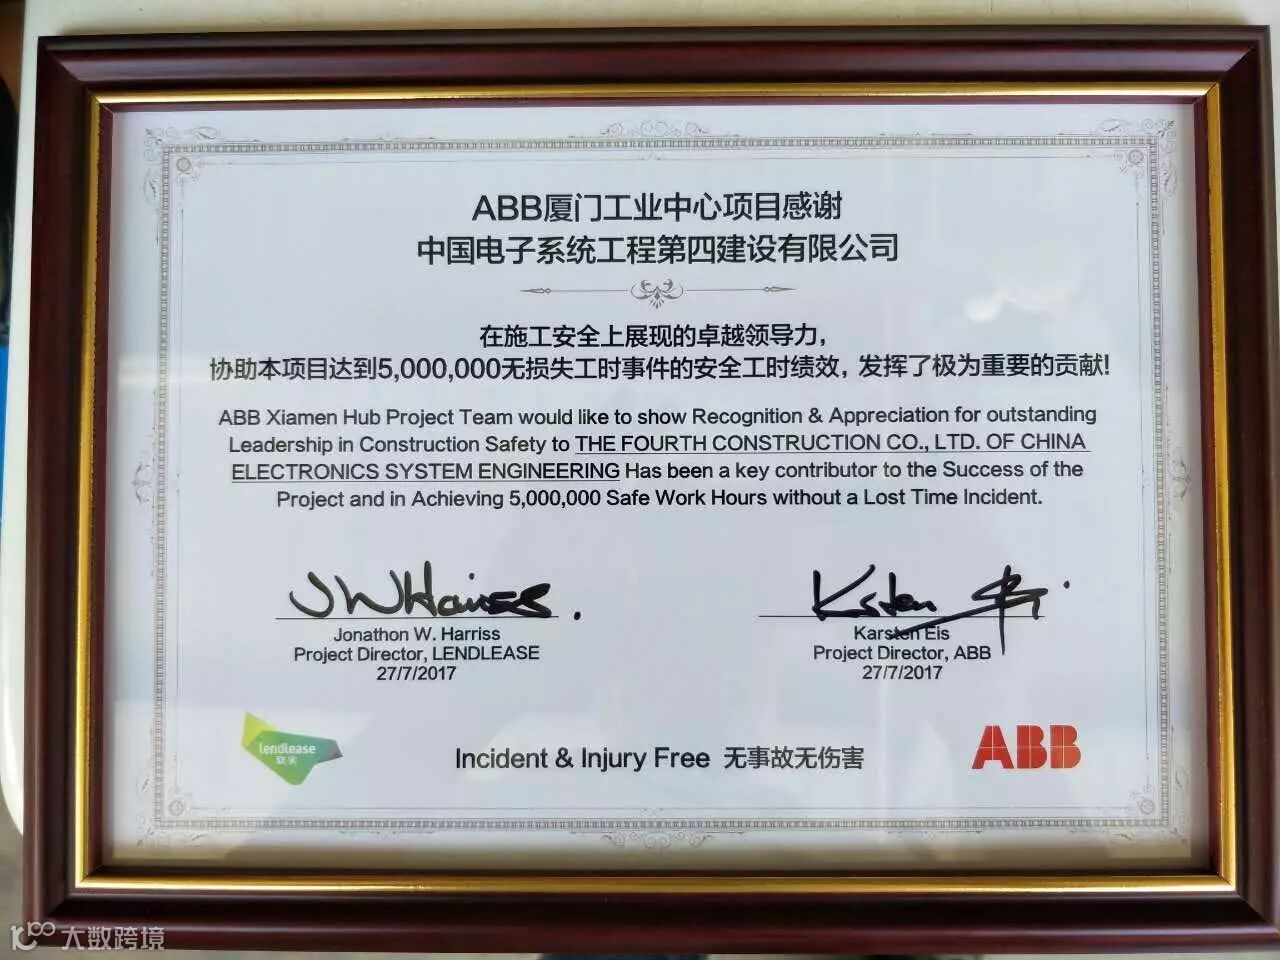 ABB厦门工业中心项目感谢
中国电子系统工程第四建设有限公司
在施工安全上展现的卓越领导力,
协助本项目达到5,000,000无损失工时事件的安全工时绩效, 发挥了极为重要的贡献!
ABB Xiamen Hub Project Team would like to show Recognition & Appreciation for outstanding
Leadership in Construction Safety to THE FOURTH CONSTRUCTION CO., LTD. OF CHINA
ELECTRONICS SYSTEM ENGINEERING Has been a key contributor to the Success of the
Project and in Achieving 5,000,000 Safe Work Hours without a Lost Time Incident.
JWHarriss.
Jonathon W. Harriss
Project Director, LENDLEASE
27/7/2017
Karsten
Karsten Eis
Project Director, ABB
27/7/2017
lendlease
联实
Incident & Injury Free 无事故无伤害
ABB
大数跨境